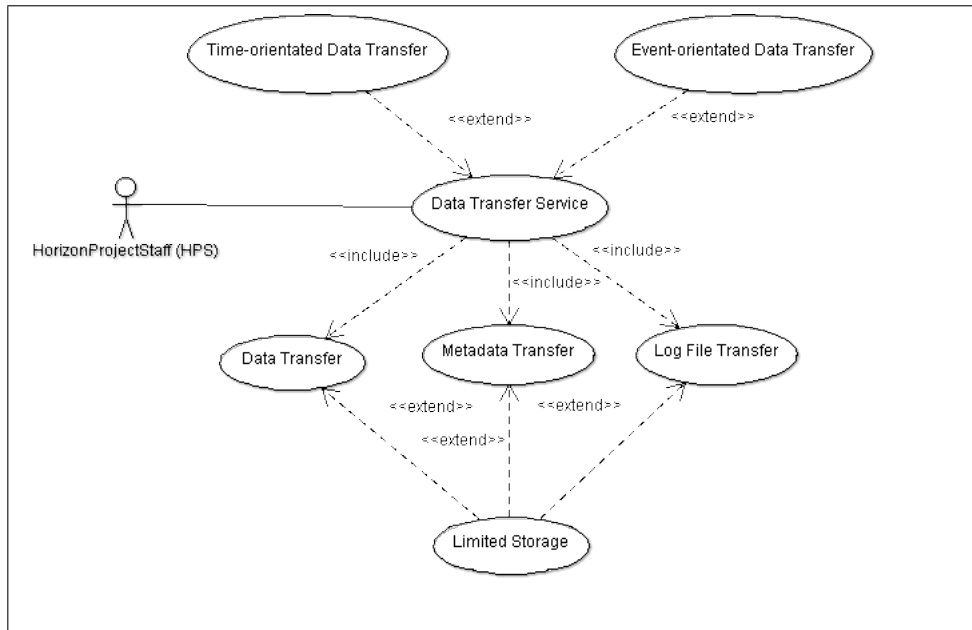 Time-orientated Data Transfer
Event-orientated Data Transfer
<<extend>>
<<extend>>
Data Transfer Service
HorizonProjectStaff (HPS)
<<include>>
<<include>>
<<include>>
Data Transfer
Metadata Transfer
Log File Transfer
<<extend>>
<<extend>>
<<extend>>
Limited Storage